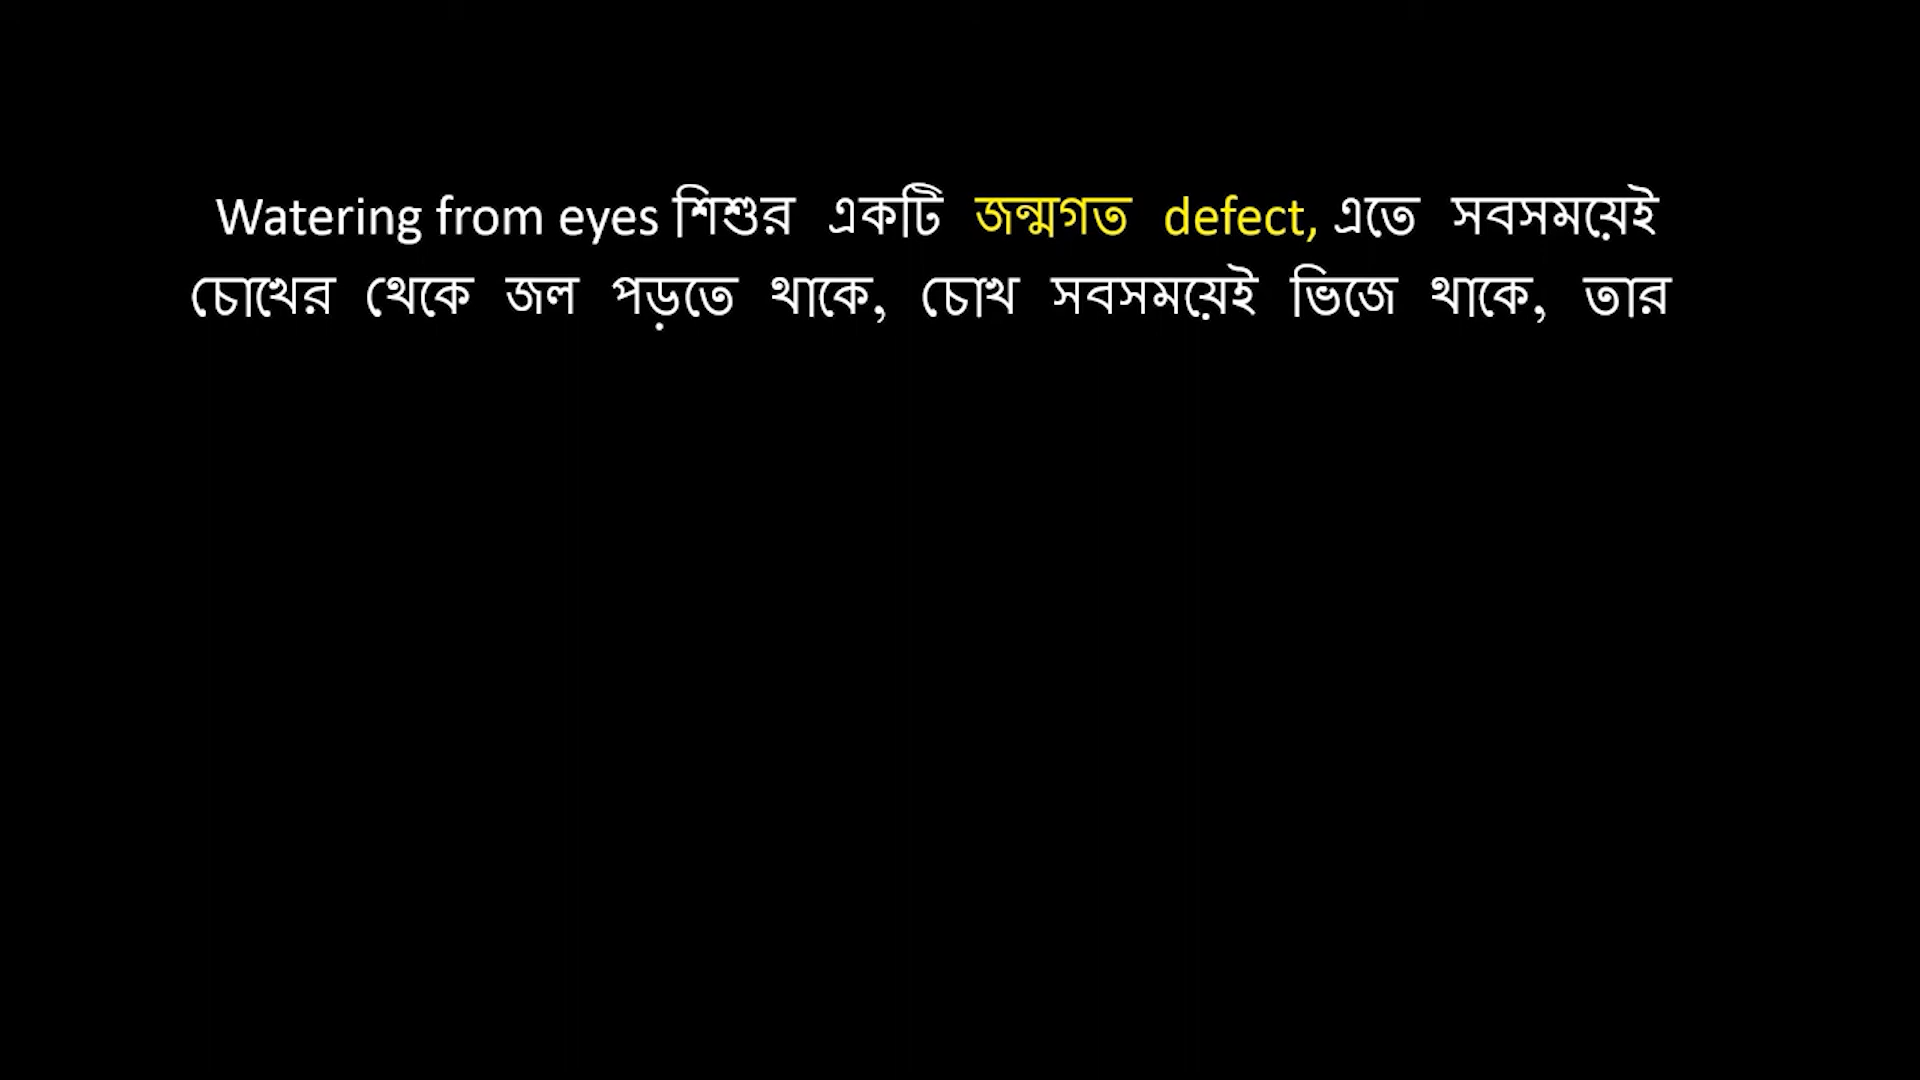 Watering from eyes শিশুর একটি জন্মগত defect, এতে সবসময়েই
চোখের থেকে জল পড়তে থাকে, চোখ সবসময়েই ভিজে থাকে, তার